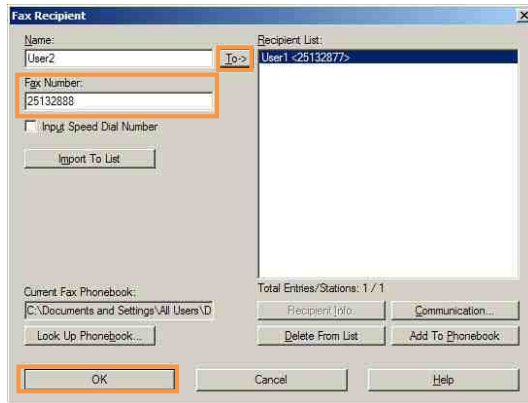 Fax Recipient
Name:
User2
To->
Fax Number:
25132888
Input Speed Dial Number
Import To List
Recipient List:
User1 <25132877>
Current Fax Phonebook:
C:\Documents and Settings\All Users\D
Look Up Phonebook...
Total Entries/Stations: 1 / 1
Recipient Info.
Communication...
Delete From List
Add To Phonebook
OK
Cancel
Help